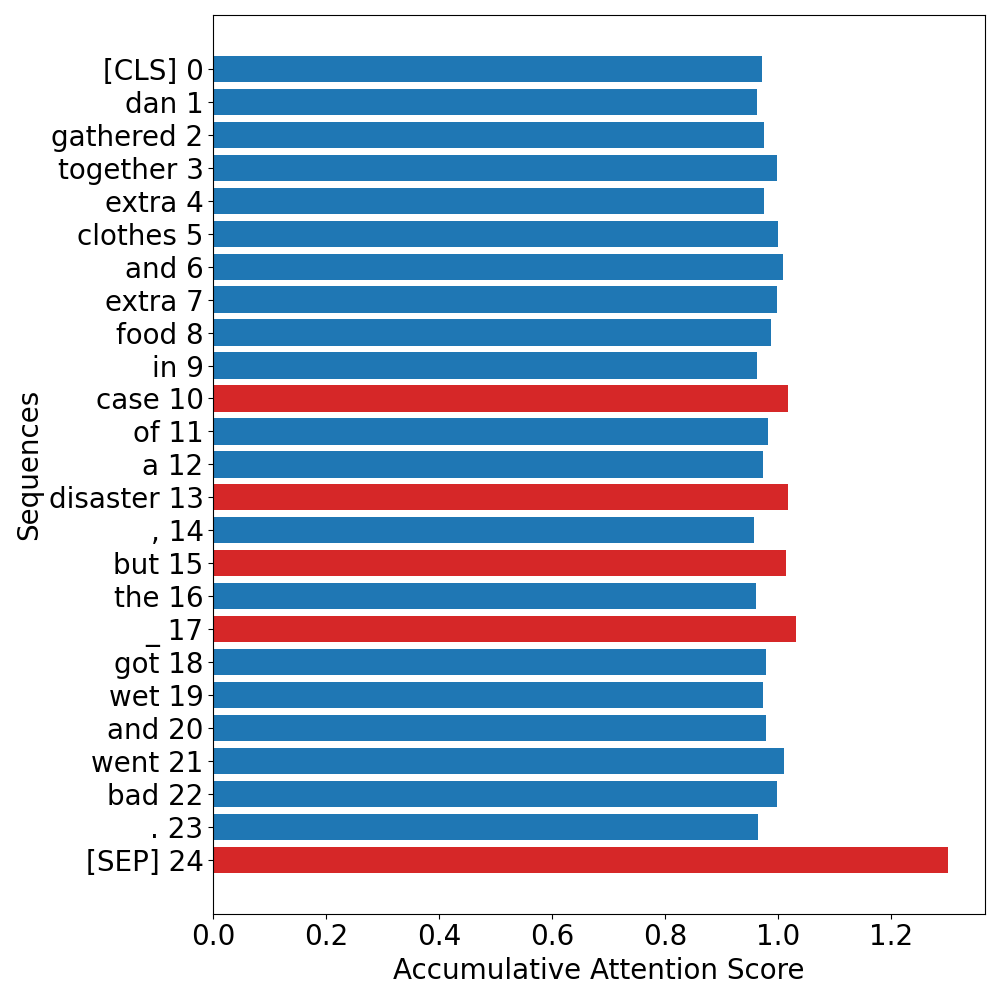 [CLS] 0
dan 1
gathered 2
together 3
extra 4
clothes 5
and 6
extra 7
food 8
in 9
case 10
of 11
a 12
disaster 13
, 14
but 15
the 16
_ 17
got 18
wet 19
and 20
went 21
bad 22
. 23
[SEP] 24
Sequences
0.0 0.2 0.4 0.6 0.8 1.0 1.2
Accumulative Attention Score